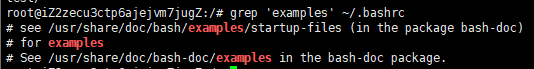 root@iZ2zecu3ctp6ajejvm7jugZ:/# grep 'examples' ~/.bashrc
# see /usr/share/doc/bash/examples/startup-files (in the package bash-doc)
# for examples
# See /usr/share/doc/bash-doc/examples in the bash-doc package.